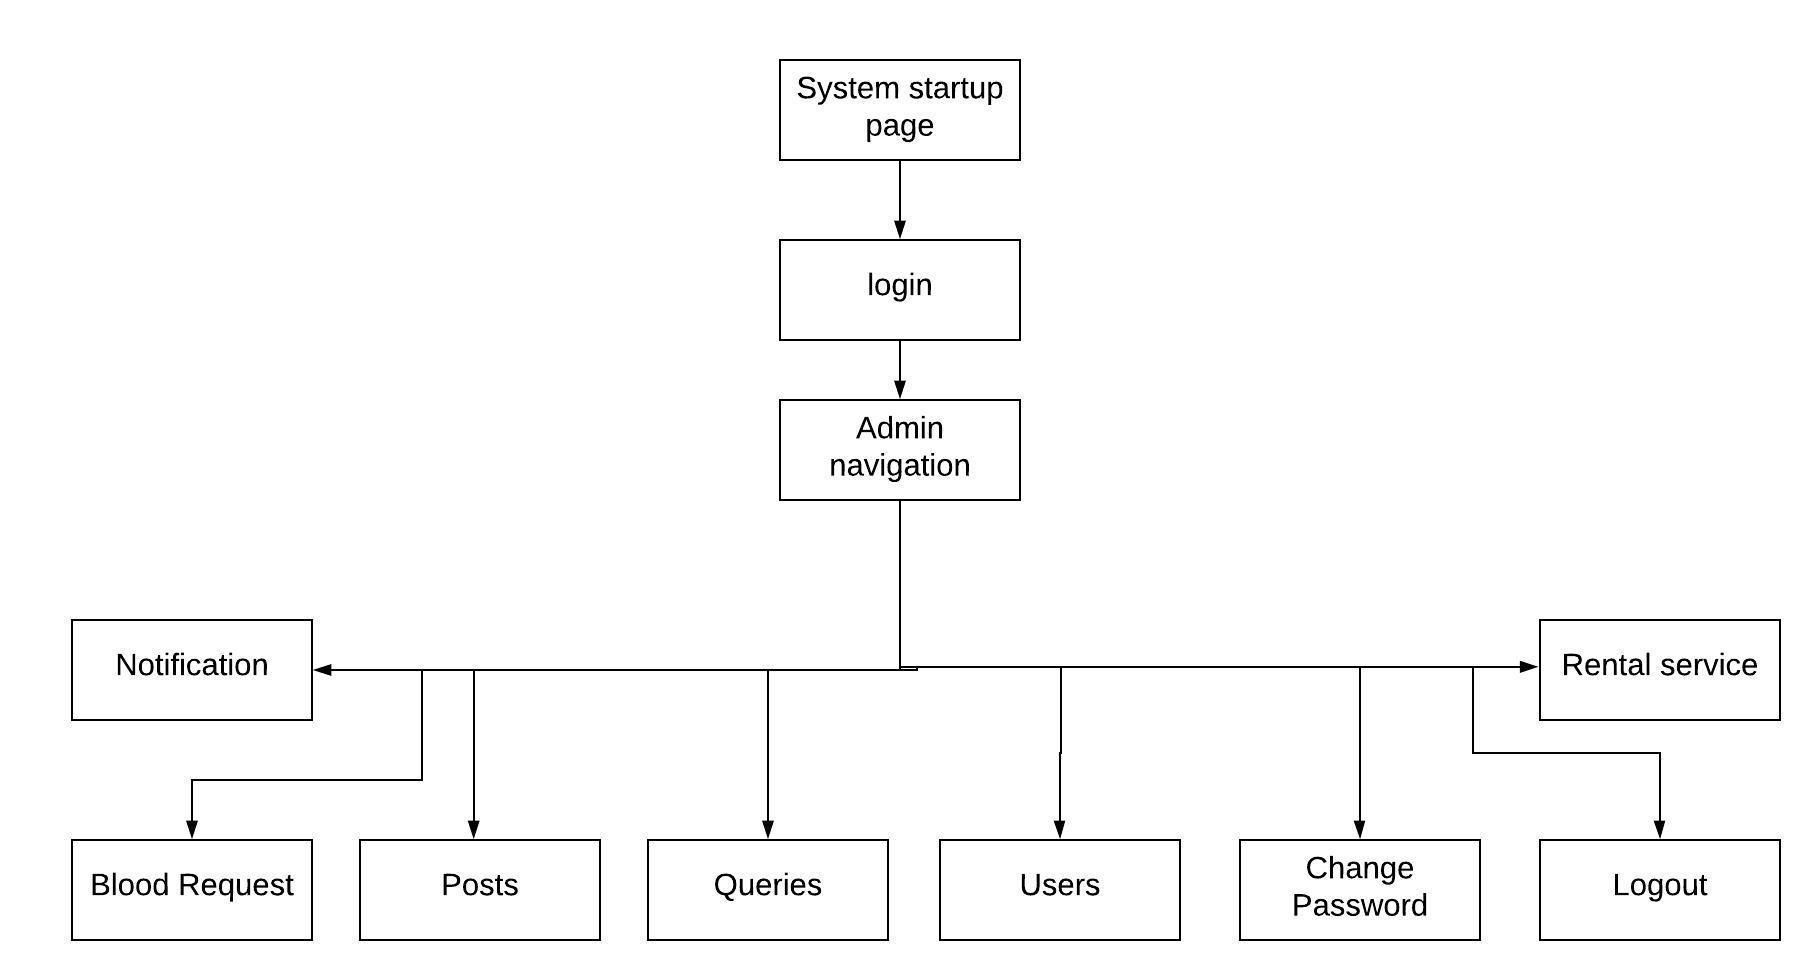 System startup
page
login
Admin
navigation
Notification
Rental service
Blood Request
Posts
Queries
Users
Change
Password
Logout